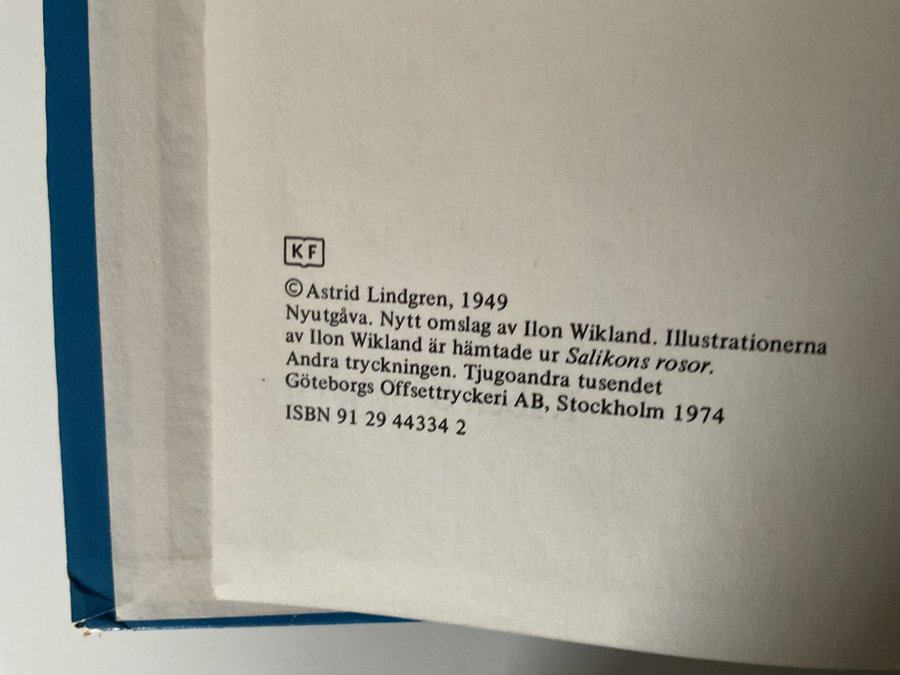 KF
© Astrid Lindgren, 1949
Nyutgåva. Nytt omslag av Ilon Wikland. Illustrationerna
av Ilon Wikland är hämtade ur Salikons rosor.
Andra tryckningen. Tjugoandra tusendet
Göteborgs Offsettryckeri AB, Stockholm 1974
ISBN 91 29 44334 2